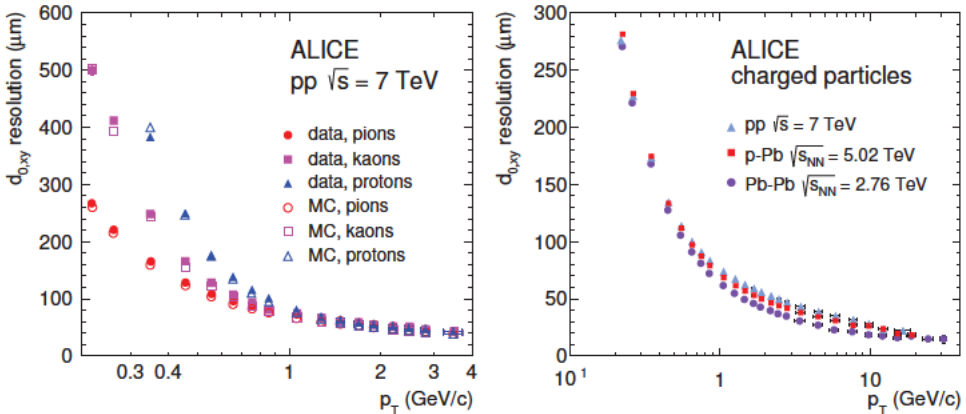 ALICE
pp √s = 7 TeV
data, pions
data, kaons
data, protons
MC, pions
MC, kaons
MC, protons
d0,xy resolution (μm)
600
500
400
300
200
100
0
0.3 0.4 1 2 3 4
pT (GeV/c)
ALICE
charged particles
pp √s = 7 TeV
p-Pb √sNN = 5.02 TeV
Pb-Pb √sNN = 2.76 TeV
d0,xy resolution (μm)
300
250
200
150
100
50
0
10-1 1 10
pT (GeV/c)